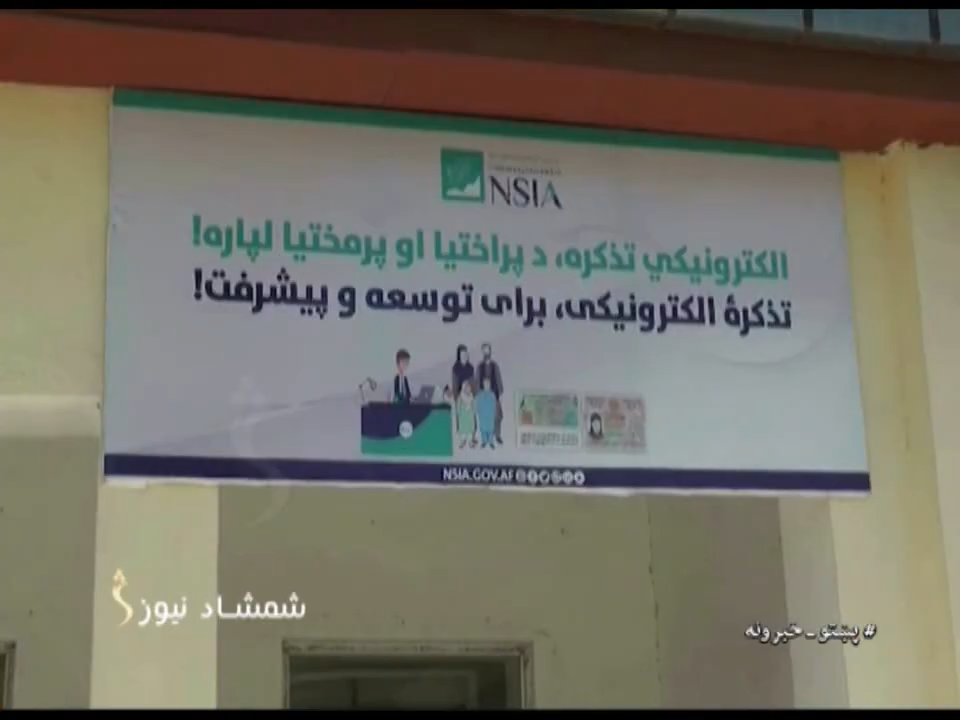 NSIA
الکترونيکي تذکره، د پراختيا او پرمختيا لپاره!
تذکرهٔ الکترونیکی، برای توسعه و پیشرفت!
NSIA.GOV.AF
شمشاد نیوز
# پښتو ـ خبرونه